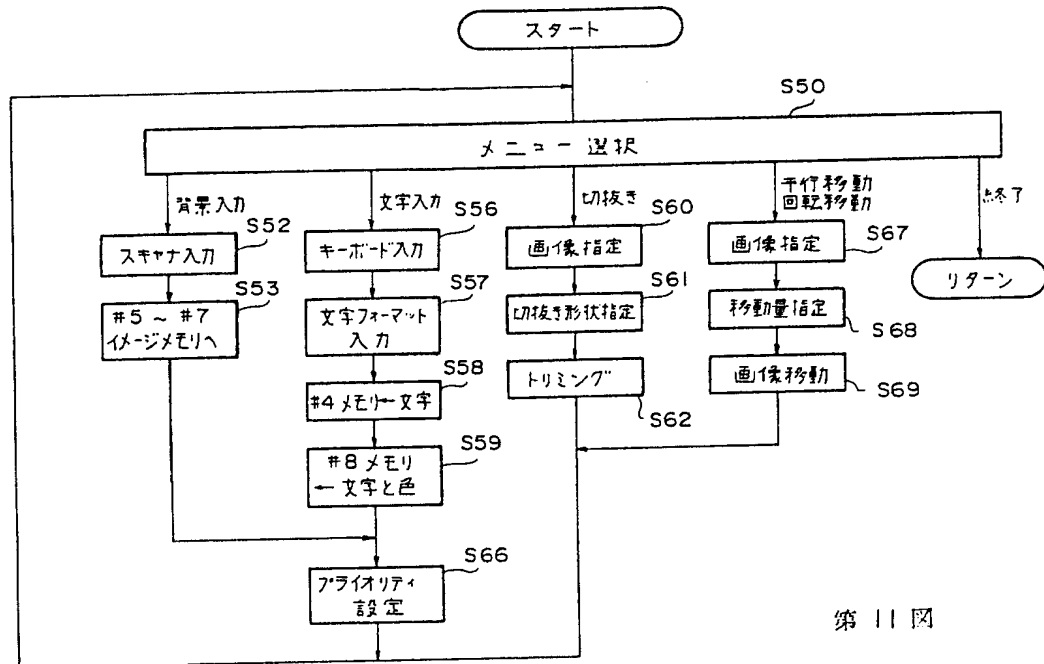 スタート
S50
メニュー選択
背景入力
S52
スキャナ入力
S53
#5〜#7
イメージメモリへ
文字入力
S56
キーボード入力
S57
文字フォーマット
入力
S58
#4メモリ←文字
S59
#8メモリ
←文字と色
S66
プライオリティ
設定
切抜き
S60
画像指定
S61
切抜き形状指定
トリミング
S62
平行移動
回転移動
S67
画像指定
移動量指定
S68
画像移動
S69
終了
リターン
第11図